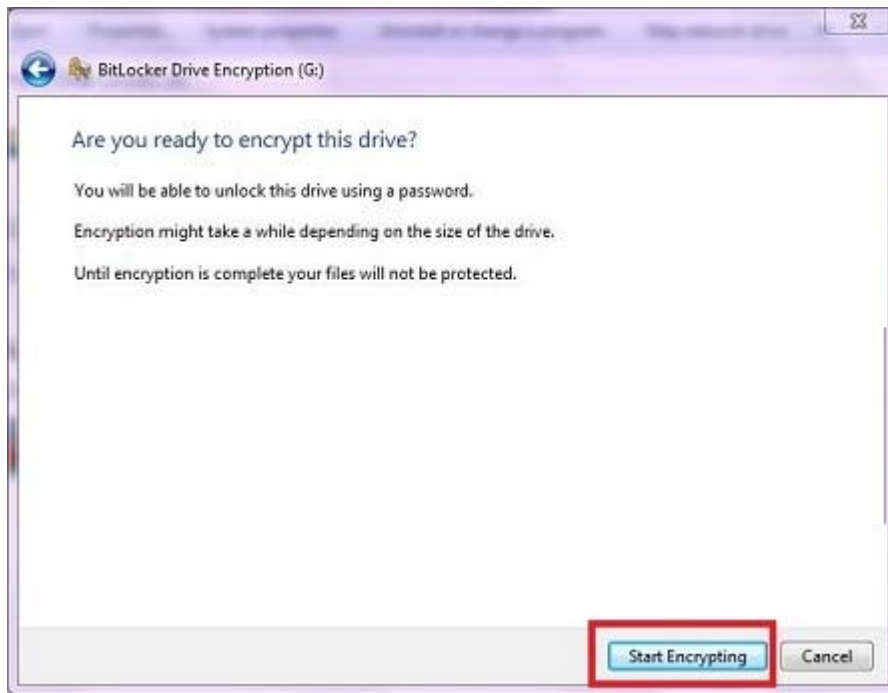 BitLocker Drive Encryption (G:)
Are you ready to encrypt this drive?
You will be able to unlock this drive using a password.
Encryption might take a while depending on the size of the drive.
Until encryption is complete your files will not be protected.
Start Encrypting
Cancel